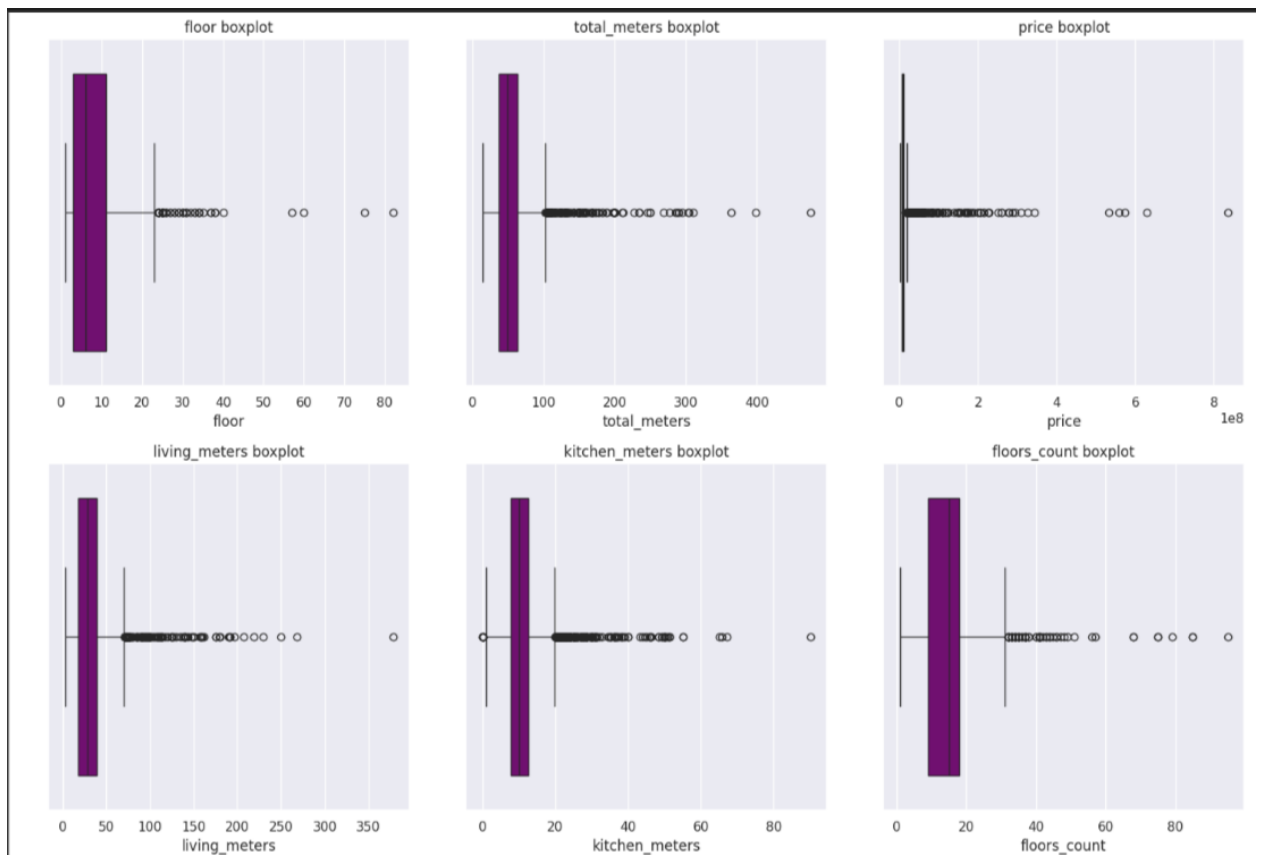 floor boxplot
total_meters boxplot
price boxplot
0 10 20 30 40 50 60 70 80
floor
0 100 200 300 400
total_meters
0 2 4 6 8
1e8
price
living_meters boxplot
kitchen_meters boxplot
floors_count boxplot
0 50 100 150 200 250 300 350
living_meters
0 20 40 60 80
kitchen_meters
0 20 40 60 80
floors_count